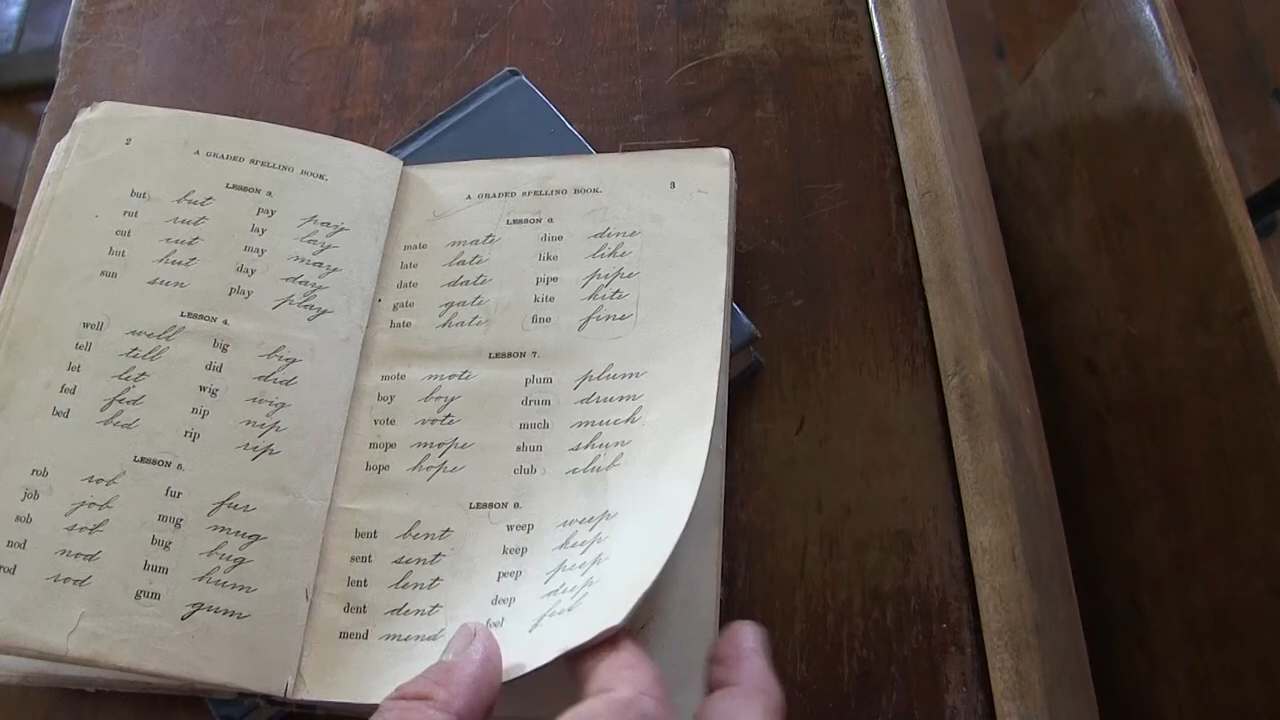 2
A GRADED SPELLING BOOK.
LESSON 3.
but but pay pay
rut rut lay lay
cut cut may may
hut hut day day
sun sun play play
LESSON 4.
well well big big
tell tell did did
let let wig wig
fed fed nip nip
bed bed rip rip
LESSON 5.
rob rob fur fur
job job mug mug
sob sob bug bug
nod nod hum hum
rod rod gum gum
A GRADED SPELLING BOOK.
3
LESSON 6.
mate mate dine dine
late late like like
date date pipe pipe
gate gate kite kite
hate hate fine fine
LESSON 7.
mote mote plum plum
boy boy drum drum
vote vote much much
mope mope shun shun
hope hope club club
LESSON 8.
bent bent weep weep
sent sent keep keep
lent lent peep peep
dent dent deep deep
mend mend feel feel